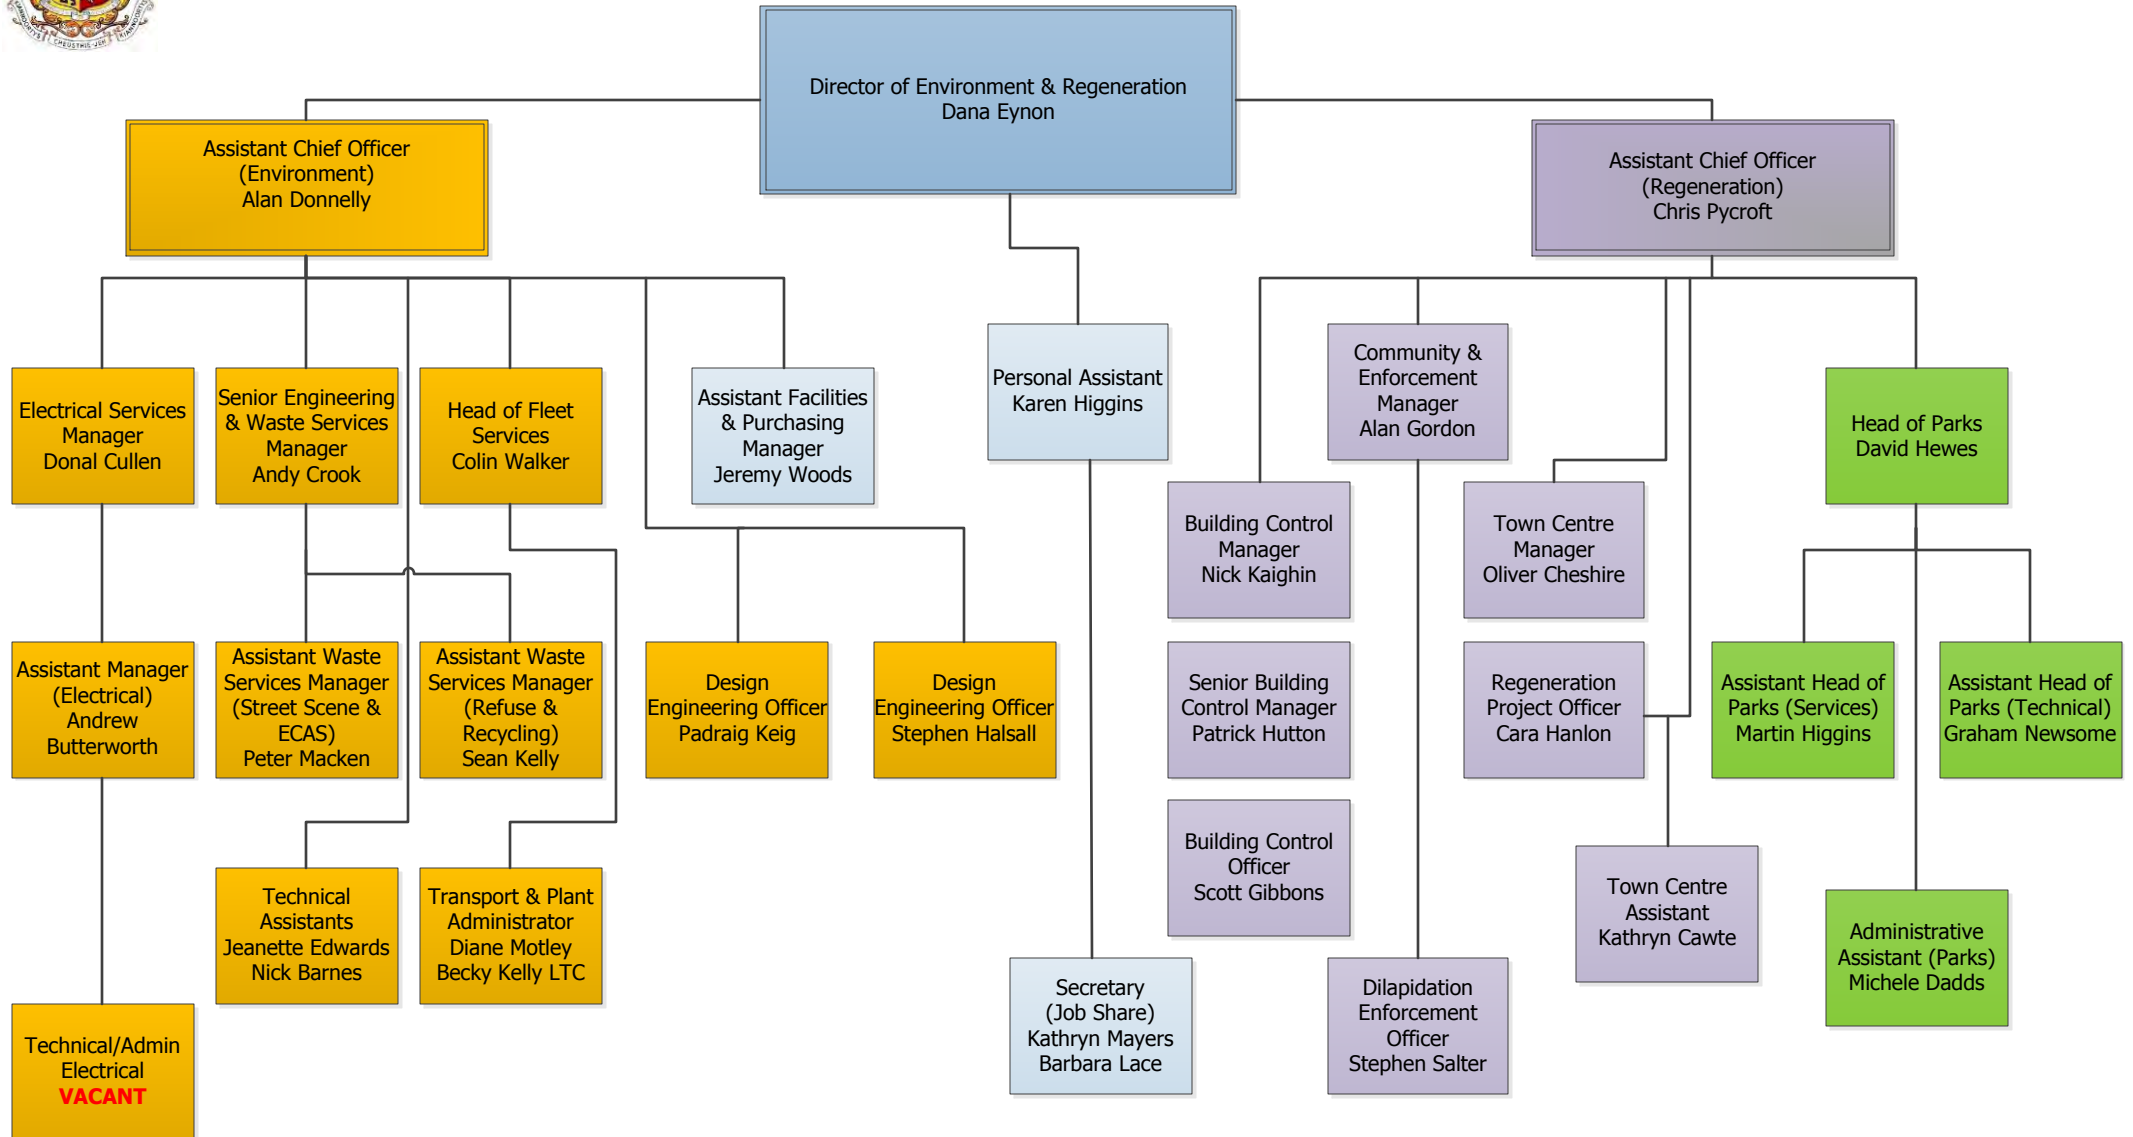 CHEUSTHIE-JEH
Director of Environment & Regeneration
Dana Eynon
Assistant Chief Officer
(Environment)
Alan Donnelly
Assistant Chief Officer
(Regeneration)
Chris Pycroft
Electrical Services
Manager
Donal Cullen
Senior Engineering
& Waste Services
Manager
Andy Crook
Head of Fleet
Services
Colin Walker
Assistant Facilities
& Purchasing
Manager
Jeremy Woods
Personal Assistant
Karen Higgins
Community &
Enforcement
Manager
Alan Gordon
Head of Parks
David Hewes
Building Control
Manager
Nick Kaighin
Town Centre
Manager
Oliver Cheshire
Assistant Manager
(Electrical)
Andrew
Butterworth
Assistant Waste
Services Manager
(Street Scene &
ECAS)
Peter Macken
Assistant Waste
Services Manager
(Refuse &
Recycling)
Sean Kelly
Design
Engineering Officer
Padraig Keig
Design
Engineering Officer
Stephen Halsall
Senior Building
Control Manager
Patrick Hutton
Regeneration
Project Officer
Cara Hanlon
Assistant Head of
Parks (Services)
Martin Higgins
Assistant Head of
Parks (Technical)
Graham Newsome
Building Control
Officer
Scott Gibbons
Town Centre
Assistant
Kathryn Cawte
Technical
Assistants
Jeanette Edwards
Nick Barnes
Transport & Plant
Administrator
Diane Motley
Becky Kelly LTC
Administrative
Assistant (Parks)
Michele Dadds
Secretary
(Job Share)
Kathryn Mayers
Barbara Lace
Dilapidation
Enforcement
Officer
Stephen Salter
Technical/Admin
Electrical
VACANT